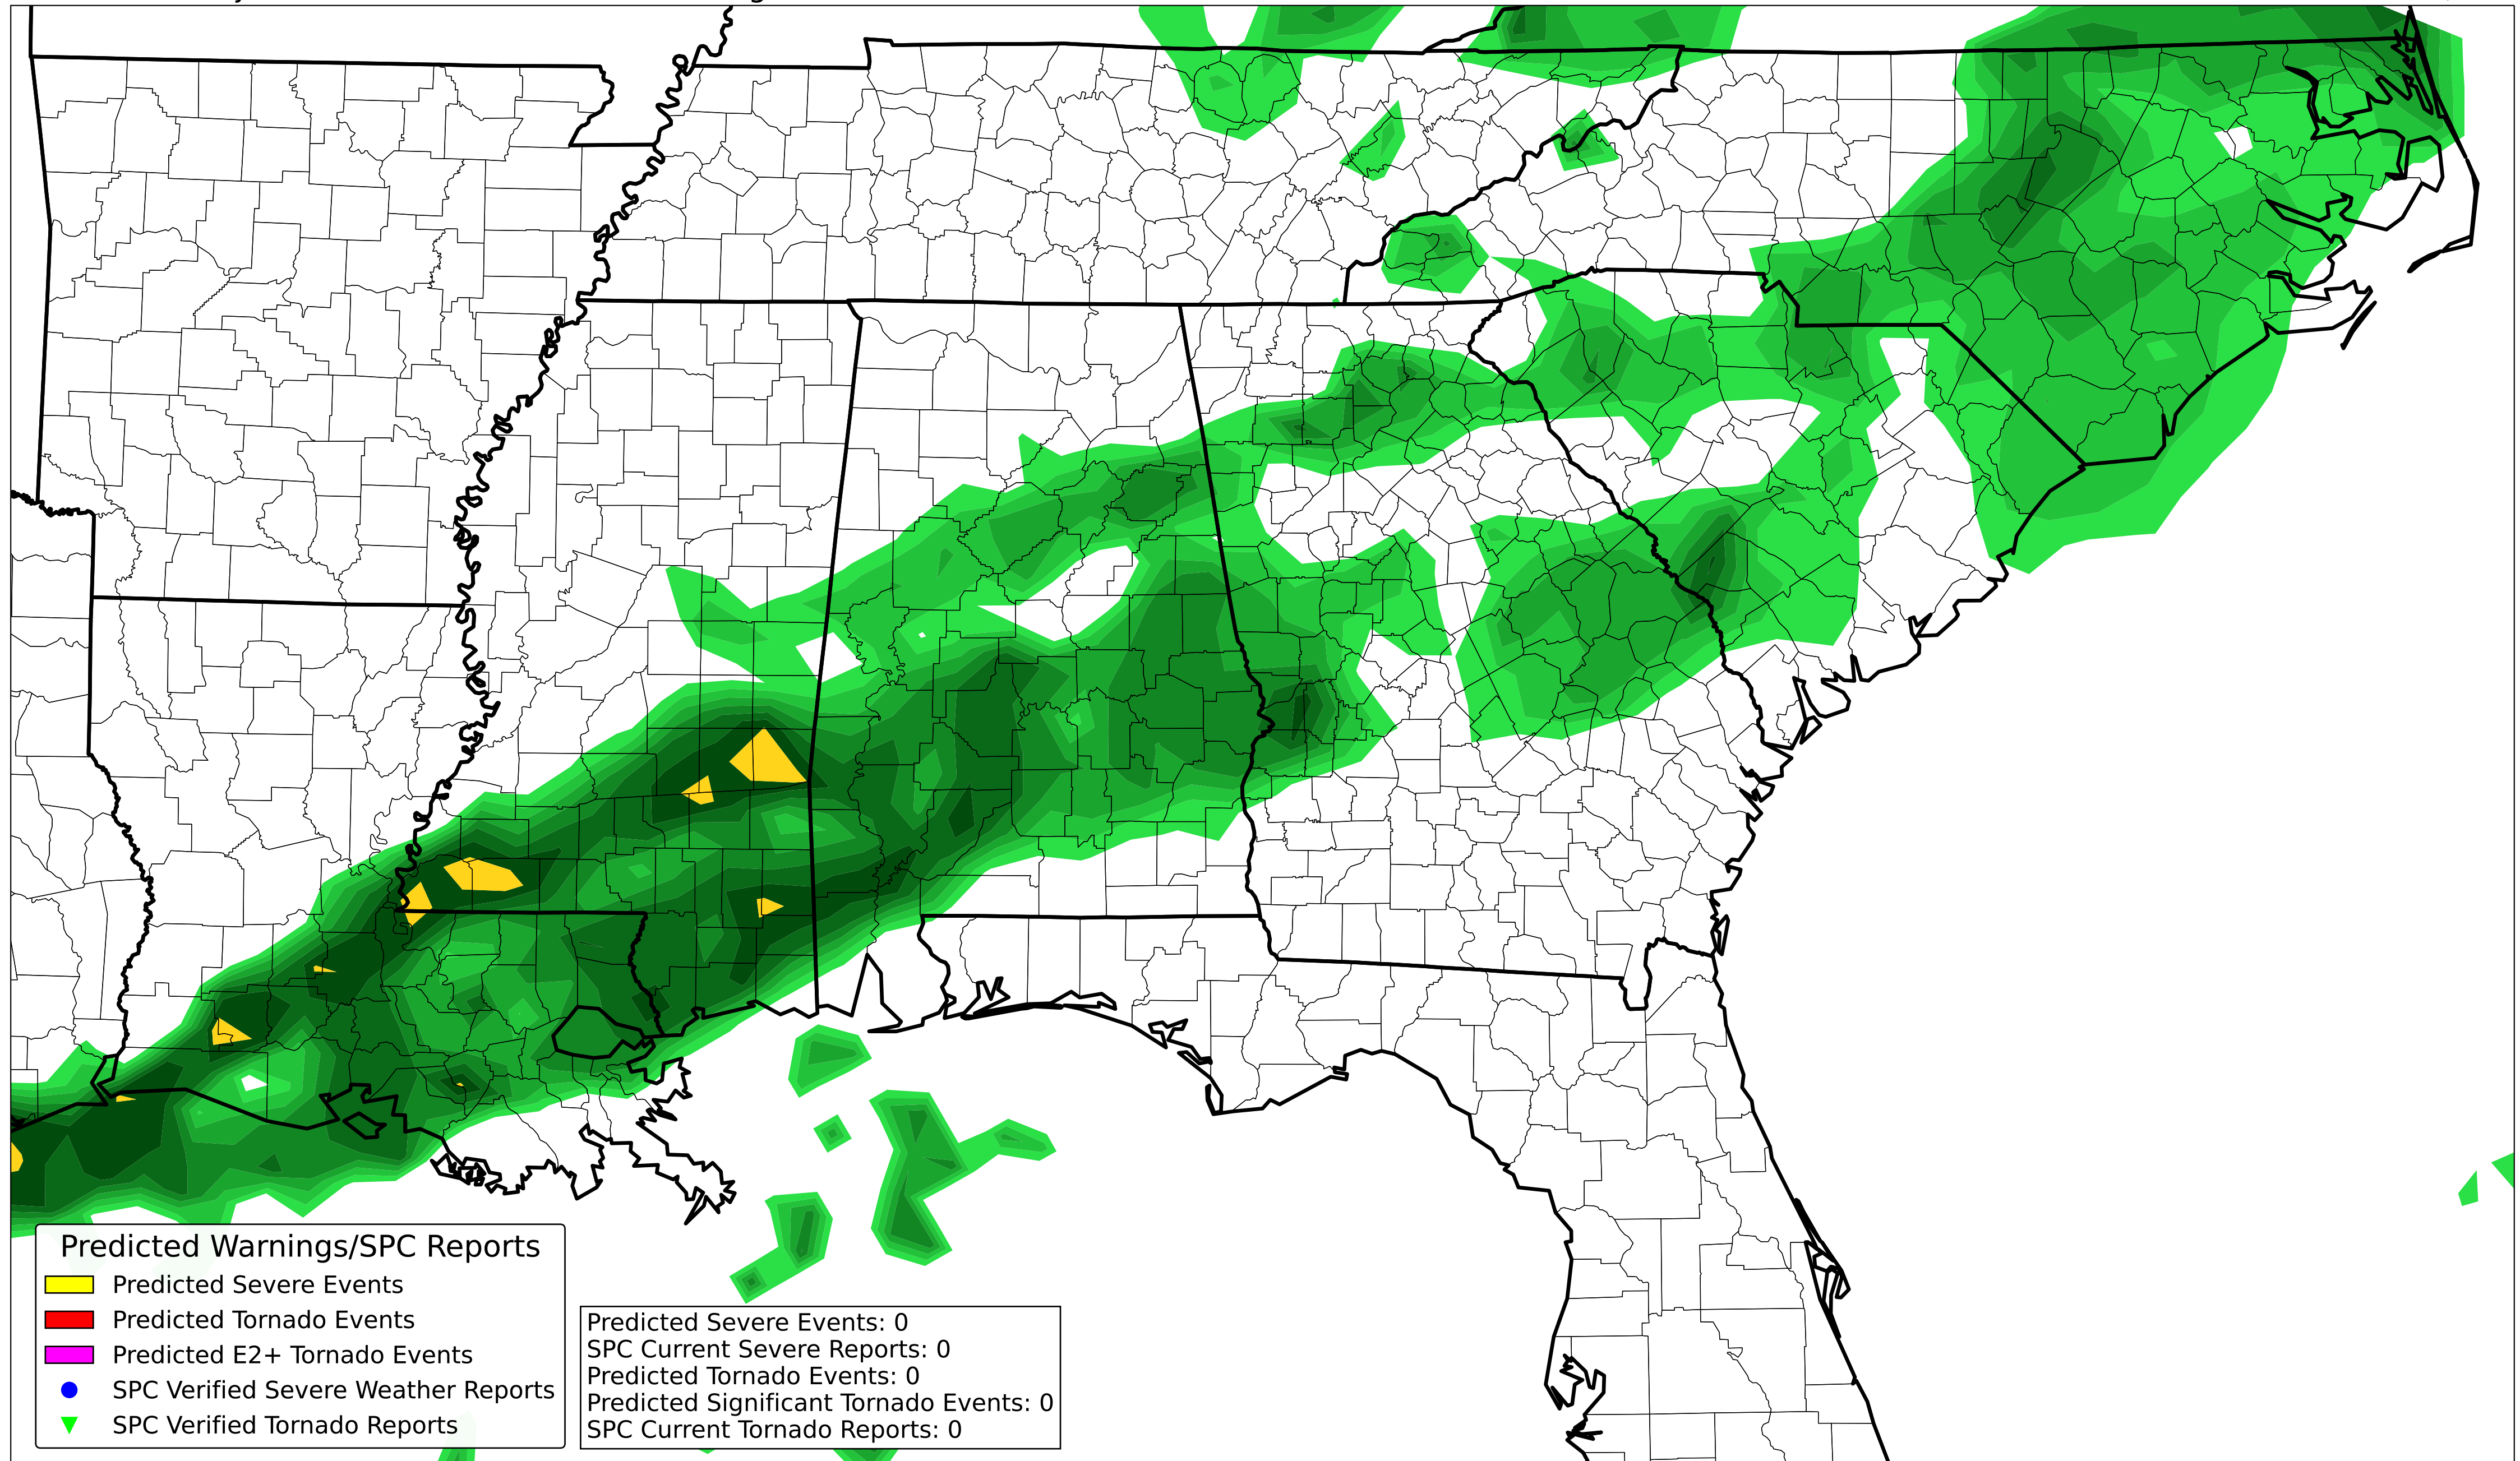 Predicted Warnings/SPC Reports
Predicted Severe Events
Predicted Tornado Events
Predicted E2+ Tornado Events
SPC Verified Severe Weather Reports
SPC Verified Tornado Reports
Predicted Severe Events: 0
SPC Current Severe Reports: 0
Predicted Tornado Events: 0
Predicted Significant Tornado Events: 0
SPC Current Tornado Reports: 0